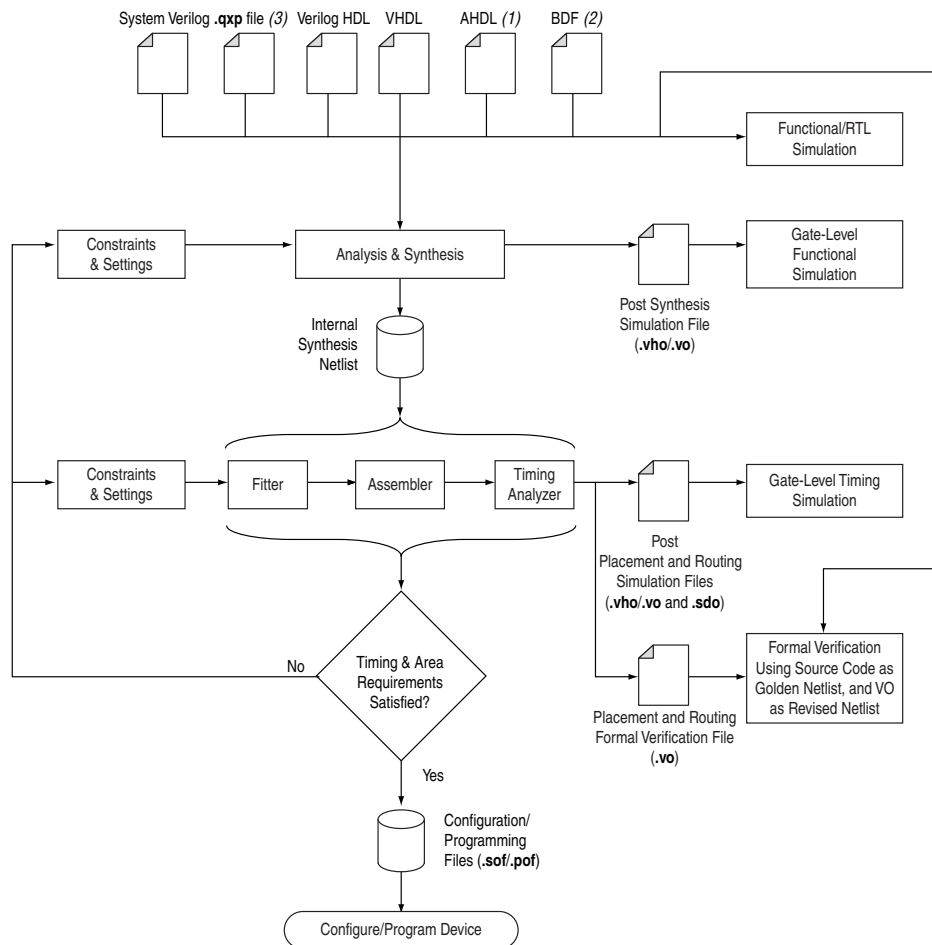 System Verilog .qxp file (3) Verilog HDL VHDL AHDL (1) BDF (2)
Functional/RTL
Simulation
Constraints
& Settings
Analysis & Synthesis
Gate-Level
Functional
Simulation
Post Synthesis
Simulation File
(.vho/.vo)
Internal
Synthesis
Netlist
Constraints
& Settings
Fitter
Assembler
Timing
Analyzer
Gate-Level Timing
Simulation
Post
Placement and Routing
Simulation Files
(.vho/.vo and .sdo)
No
Timing & Area
Requirements
Satisfied?
Formal Verification
Using Source Code as
Golden Netlist, and VO
as Revised Netlist
Placement and Routing
Formal Verification File
(.vo)
Yes
Configuration/
Programming
Files (.sof/.pof)
Configure/Program Device